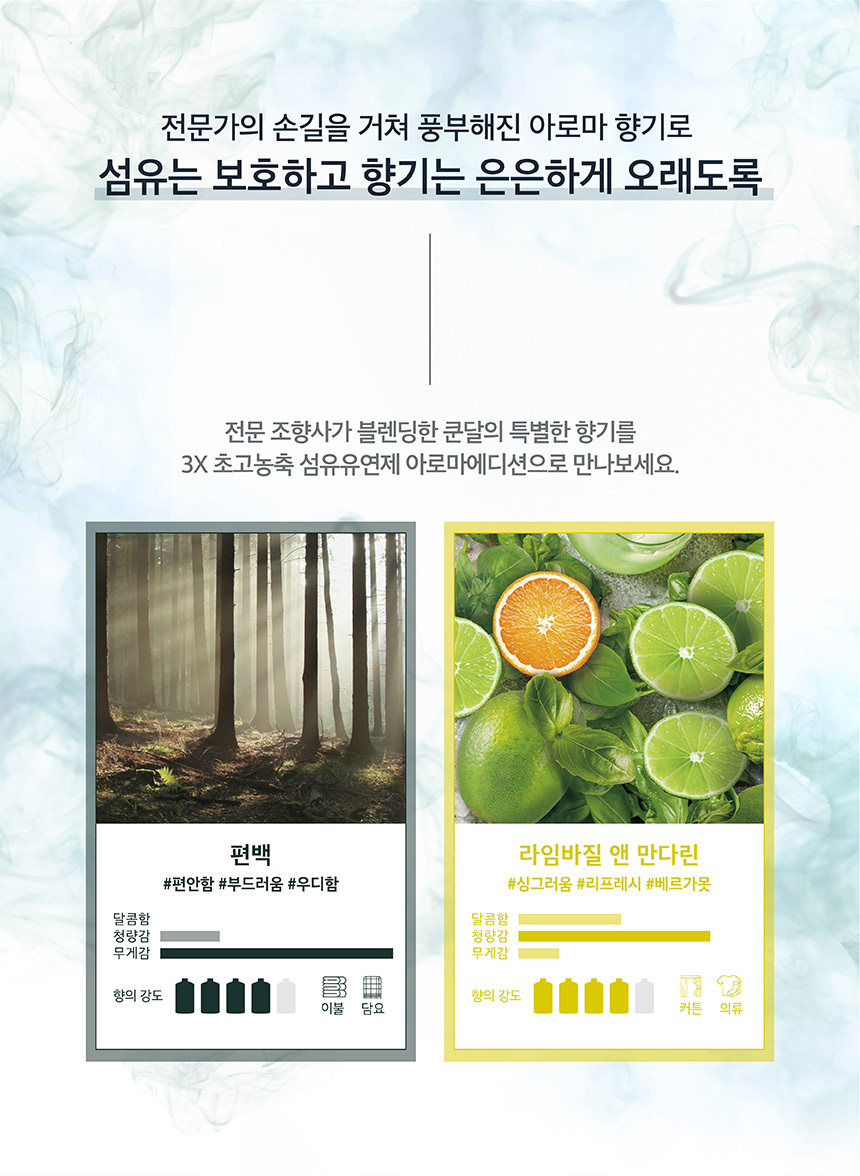 전문가의 손길을 거쳐 풍부해진 아로마 향기로
섬유는 보호하고 향기는 은은하게 오래도록
전문 조향사가 블렌딩한 쿤달의 특별한 향기를
3X 초고농축 섬유유연제 아로마에디션으로 만나보세요.
편백
#편안함 #부드러움 #우디함
달콤함
청량감
무게감
향의 강도
이불 담요
라임바질 앤 만다린
#싱그러움 #리프레시 #베르가못
달콤함
청량감
무게감
향의 강도
커튼 의류